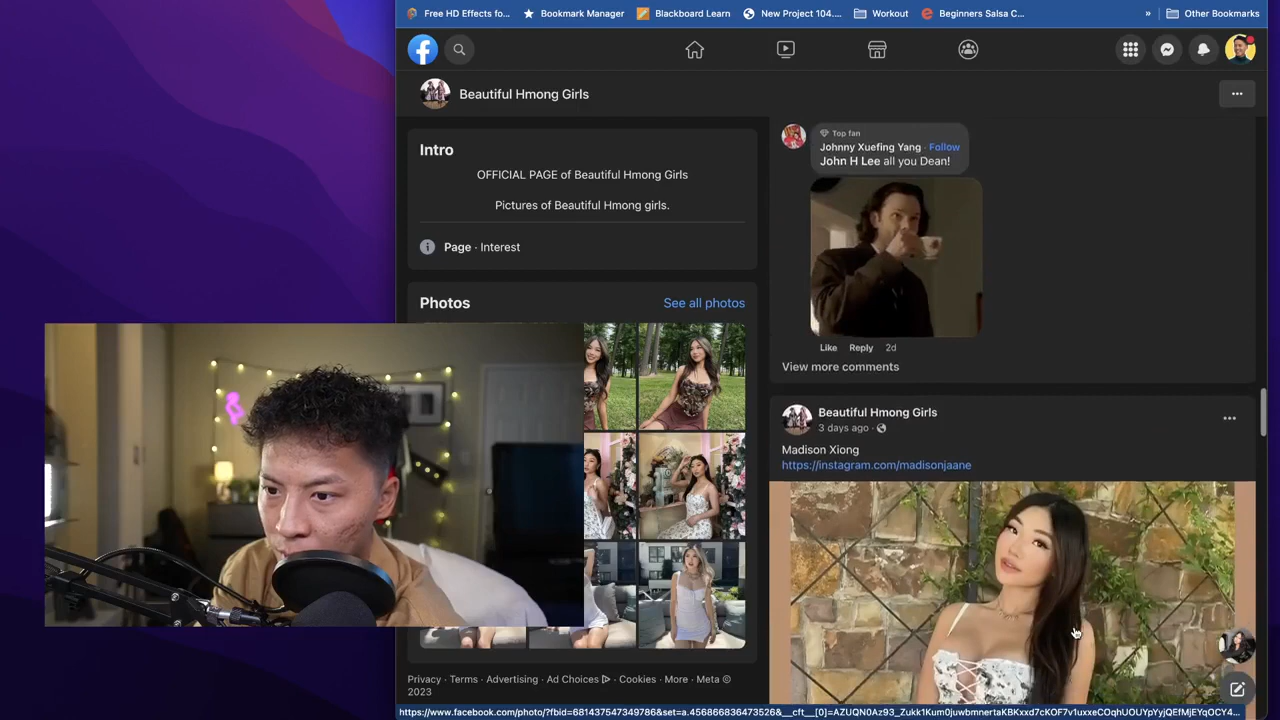 Free HD Effects fo...
Bookmark Manager
Blackboard Learn
New Project 104....
Workout
Beginners Salsa C...
»
Other Bookmarks
Beautiful Hmong Girls
Intro
OFFICIAL PAGE of Beautiful Hmong Girls
Pictures of Beautiful Hmong girls.
Page · Interest
Photos
See all photos
Privacy · Terms · Advertising · Ad Choices · Cookies · More · Meta ©
2023
Top fan
Johnny Xuefing Yang · Follow
John H Lee all you Dean!
Like Reply 2d
View more comments
Beautiful Hmong Girls
3 days ago ·
Madison Xiong
https://instagram.com/madisonjaane